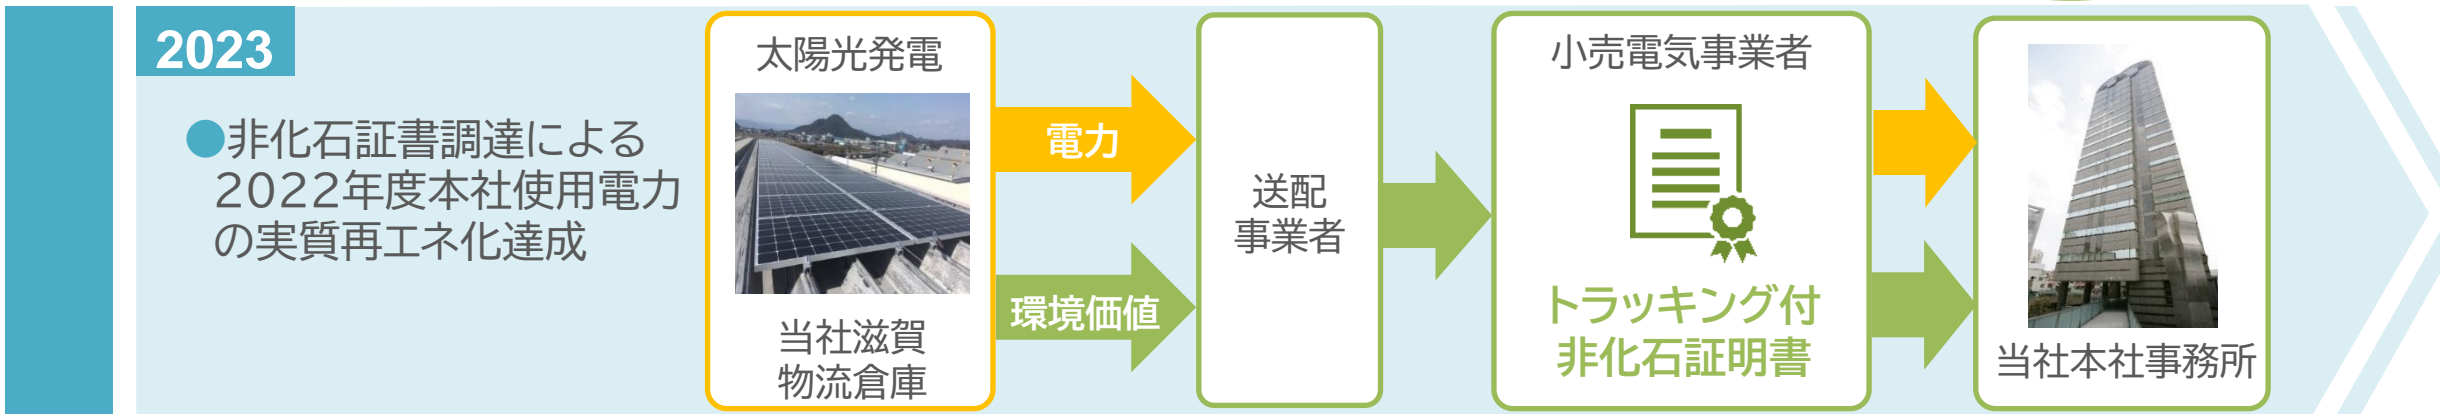 2023
●非化石証書調達による
2022年度本社使用電力
の実質再エネ化達成
太陽光発電
当社滋賀
物流倉庫
電力
環境価値
送配
事業者
小売電気事業者
トラッキング付
非化石証明書
当社本社事務所